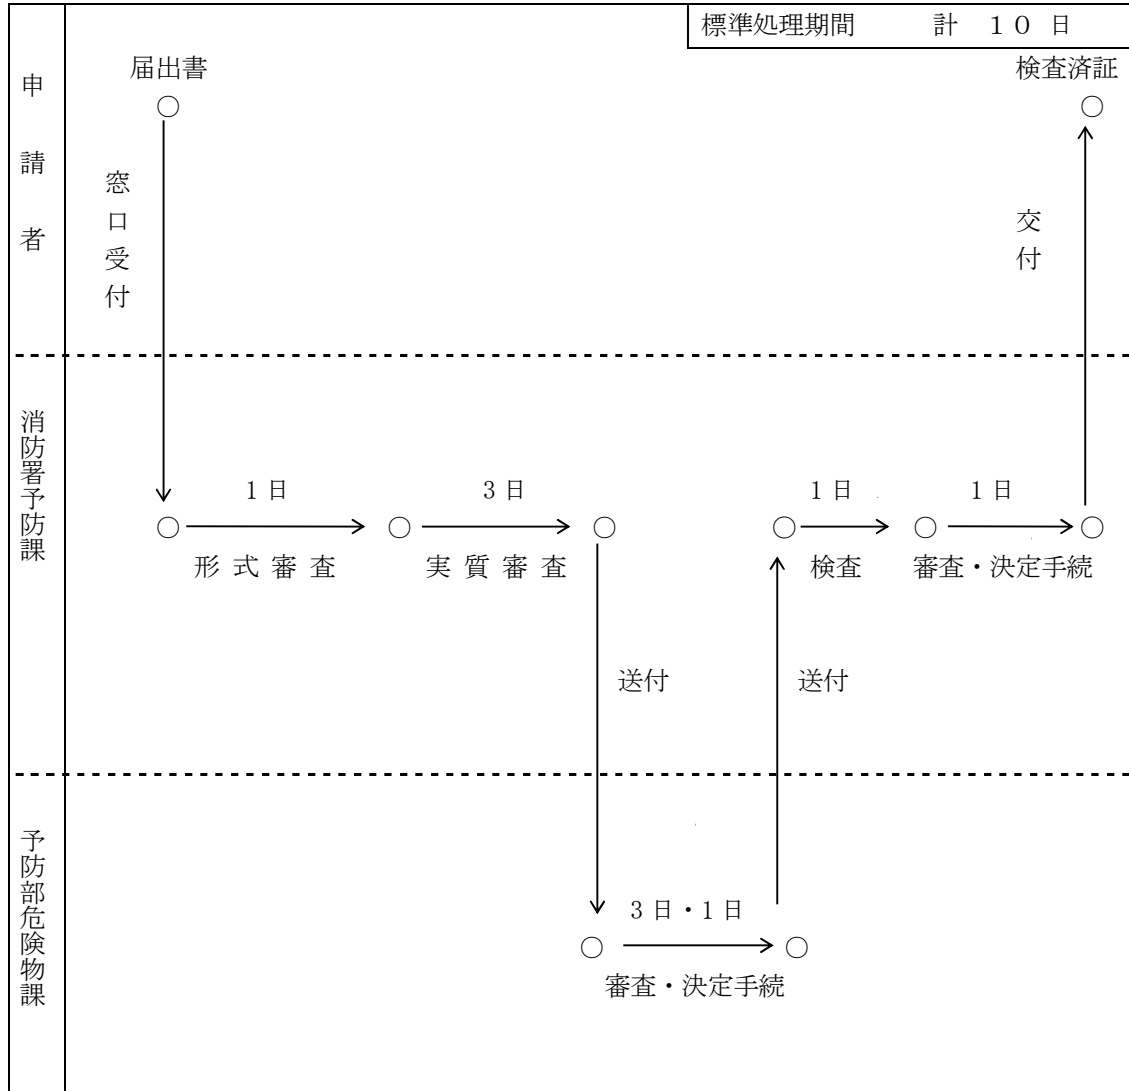 標準処理期間 計 10 日
申請者
届出書
検査済証
窓口受付
交付
消防署予防課
1日
3日
1日
1日
形式審査
実質審査
検査
審査・決定手続
送付
送付
予防部危険物課
3日・1日
審査・決定手続